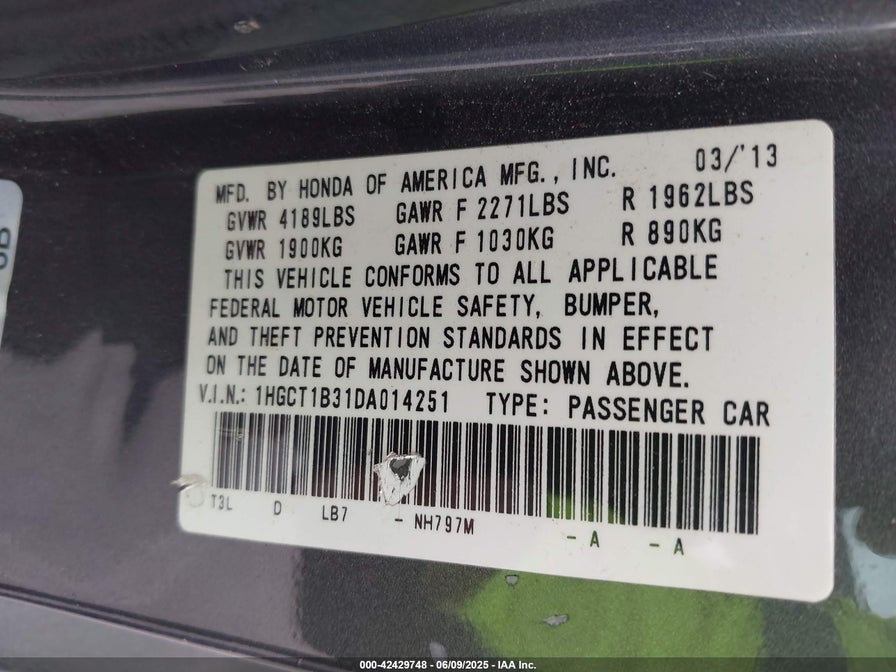 MFD. BY HONDA OF AMERICA MFG., INC. 03/'13
GVWR 4189LBS GAWR F 2271LBS R 1962LBS
GVWR 1900KG GAWR F 1030KG R 890KG
THIS VEHICLE CONFORMS TO ALL APPLICABLE
FEDERAL MOTOR VEHICLE SAFETY, BUMPER,
AND THEFT PREVENTION STANDARDS IN EFFECT
ON THE DATE OF MANUFACTURE SHOWN ABOVE.
V.I.N.: 1HGCT1B31DA014251 TYPE: PASSENGER CAR
T3L D LB7 - NH797M - A - A
000-42429748 - 06/09/2025 - IAA Inc.